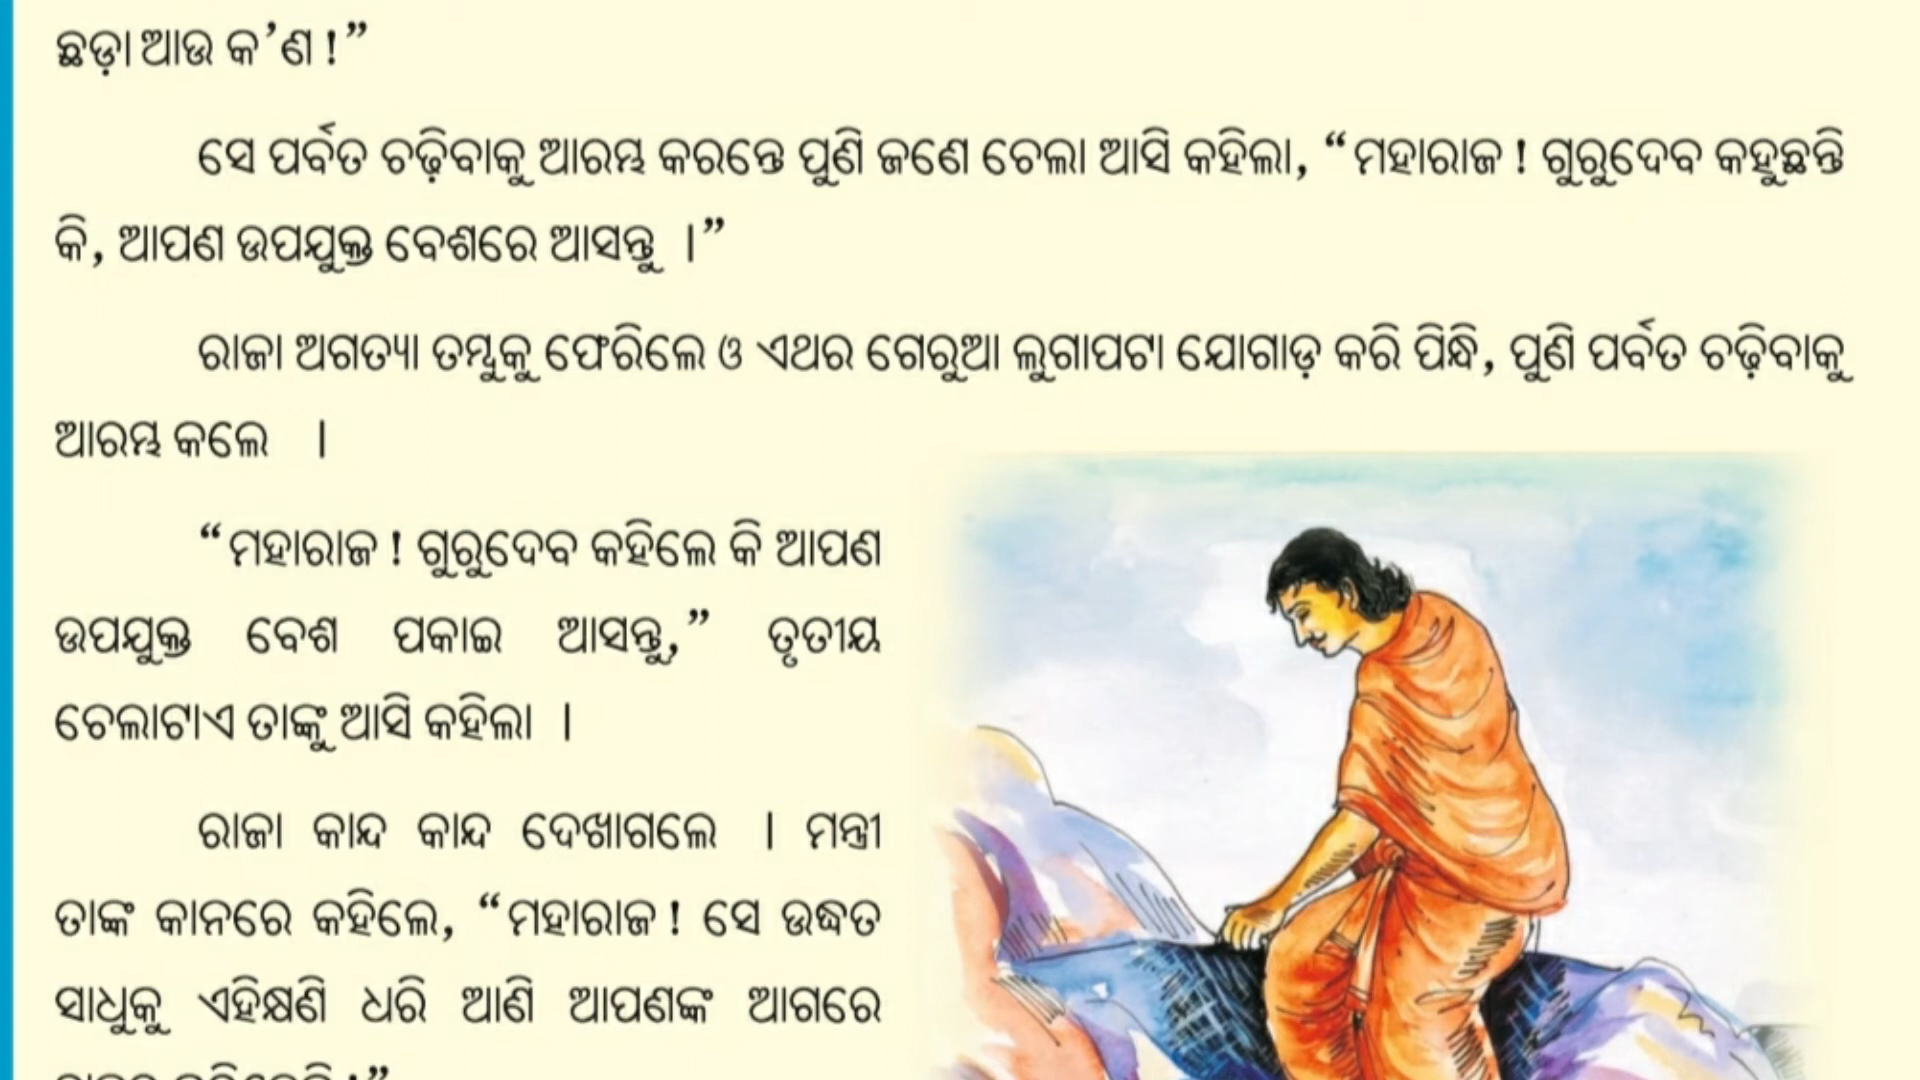 ଛଡ଼ା ଆଉ କ’ଣ !”
ସେ ପର୍ବତ ଚଢ଼ିବାକୁ ଆରମ୍ଭ କରନ୍ତେ ପୁଣି ଜଣେ ଚେଲା ଆସି କହିଲା, “ମହାରାଜ ! ଗୁରୁଦେବ କହୁଛନ୍ତି
କି, ଆପଣ ଉପଯୁକ୍ତ ବେଶରେ ଆସନ୍ତୁ ।”
ରାଜା ଅଗତ୍ୟା ତମ୍ବୁକୁ ଫେରିଲେ ଓ ଏଥର ଗେରୁଆ ଲୁଗାପଟା ଯୋଗାଡ଼ କରି ପିନ୍ଧି, ପୁଣି ପର୍ବତ ଚଢ଼ିବାକୁ
ଆରମ୍ଭ କଲେ ।
“ମହାରାଜ ! ଗୁରୁଦେବ କହିଲେ କି ଆପଣ
ଉପଯୁକ୍ତ ବେଶ ପକାଇ ଆସନ୍ତୁ,” ତୃତୀୟ
ଚେଲାଟାଏ ତାଙ୍କୁ ଆସି କହିଲା ।
ରାଜା କାନ୍ଦ କାନ୍ଦ ଦେଖାଗଲେ । ମନ୍ତ୍ରୀ
ତାଙ୍କ କାନରେ କହିଲେ, “ମହାରାଜ ! ସେ ଉଦ୍ଧତ
ସାଧୁକୁ ଏହିକ୍ଷଣି ଧରି ଆଣି ଆପଣଙ୍କ ଆଗରେ